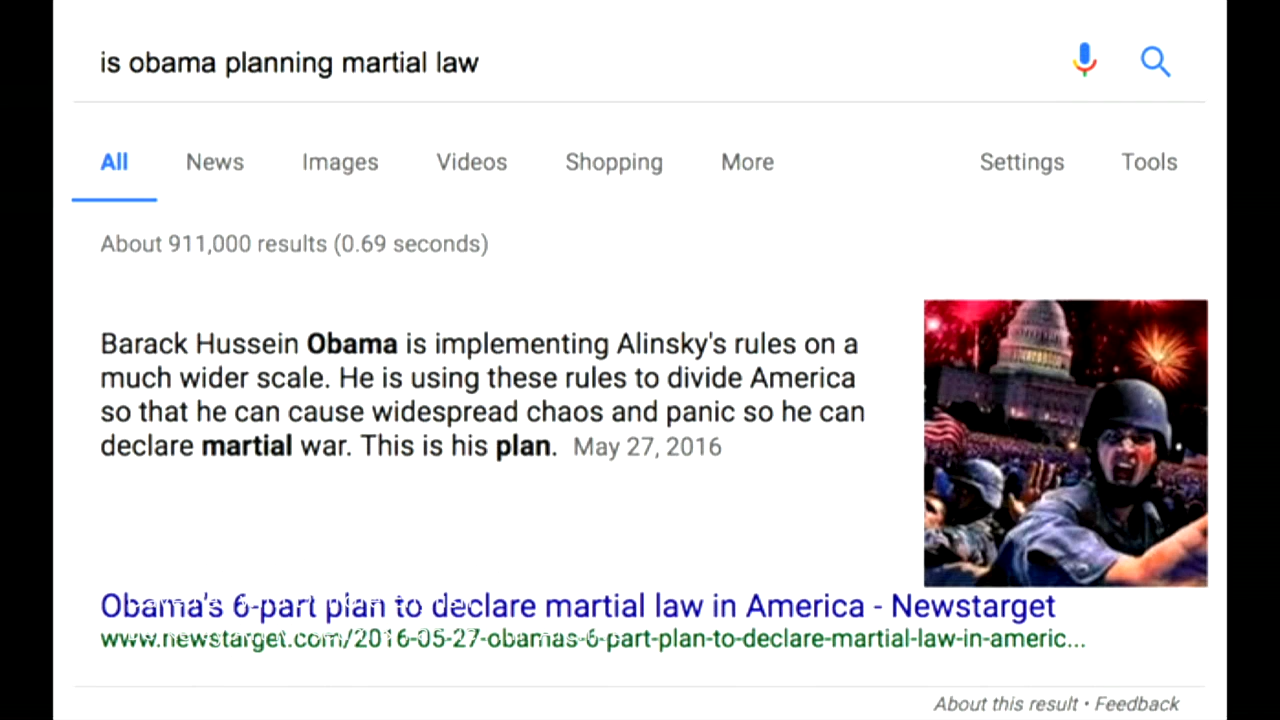 is obama planning martial law
All News Images Videos Shopping More Settings Tools
About 911,000 results (0.69 seconds)
Barack Hussein Obama is implementing Alinsky's rules on a
much wider scale. He is using these rules to divide America
so that he can cause widespread chaos and panic so he can
declare martial war. This is his plan. May 27, 2016
Obama's 6-part plan to declare martial law in America - Newstarget
www.newstarget.com/2016-05-27-obamas-6-part-plan-to-declare-martial-law-in-americ...
About this result • Feedback